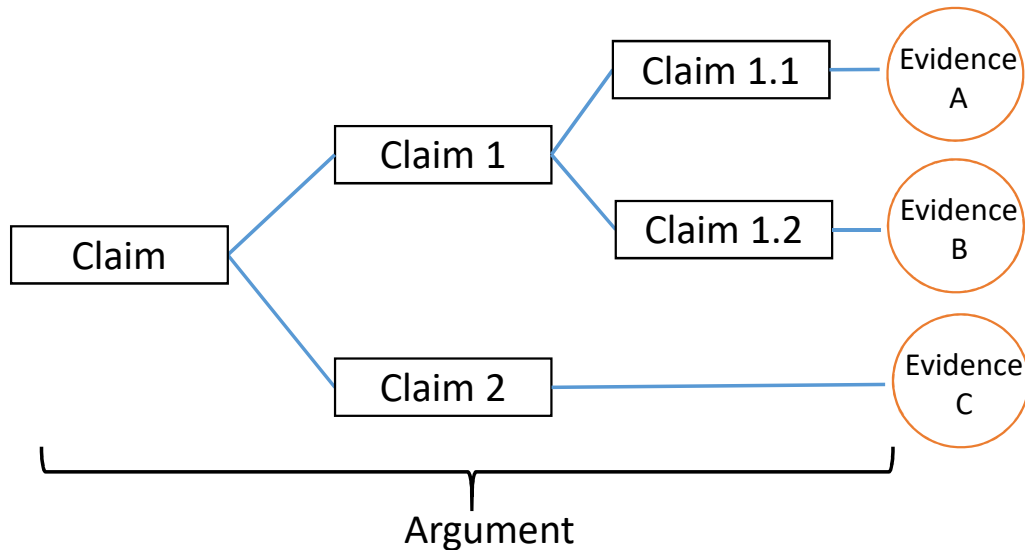 Claim
Claim 1
Claim 1.1
Evidence
A
Claim 1.2
Evidence
B
Claim 2
Evidence
C
Argument